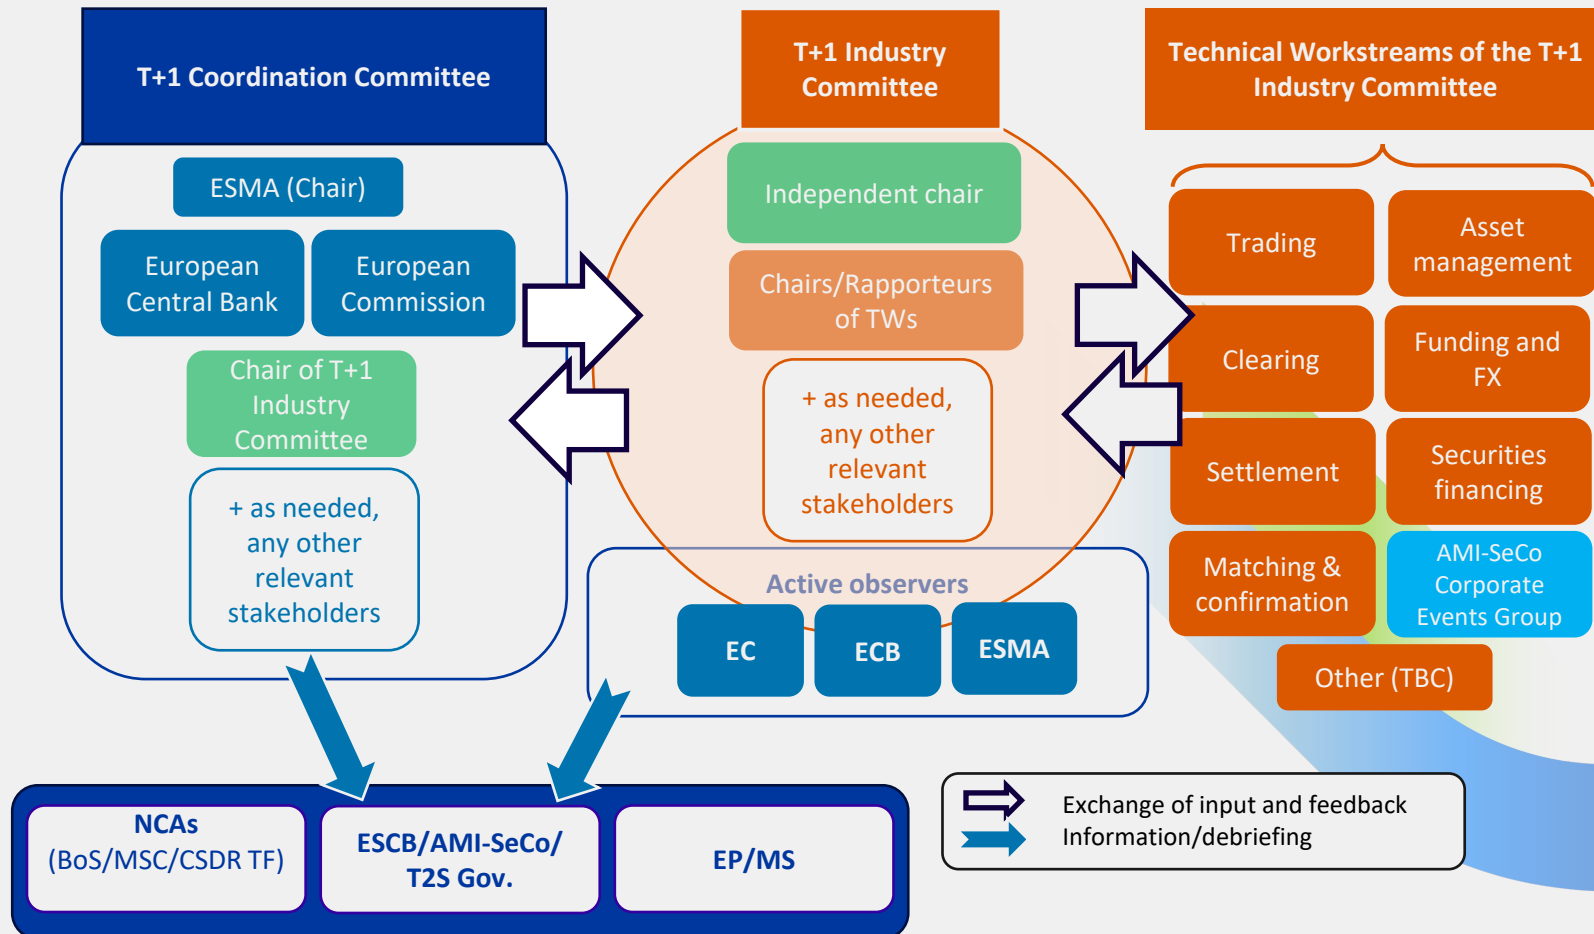 T+1 Coordination Committee
ESMA (Chair)
European
Central Bank
European
Commission
Chair of T+1
Industry
Committee
+ as needed,
any other
relevant
stakeholders
T+1 Industry
Committee
Independent chair
Chairs/Rapporteurs
of TWs
+ as needed,
any other
relevant
stakeholders
Active observers
EC
ECB
ESMA
Technical Workstreams of the T+1
Industry Committee
Trading
Asset
management
Clearing
Funding and
FX
Settlement
Securities
financing
Matching &
confirmation
AMI-SeCo
Corporate
Events Group
Other (TBC)
NCAs
(BoS/MSC/CSDR TF)
ESCB/AMI-SeCo/
T2S Gov.
EP/MS
Exchange of input and feedback
Information/debriefing